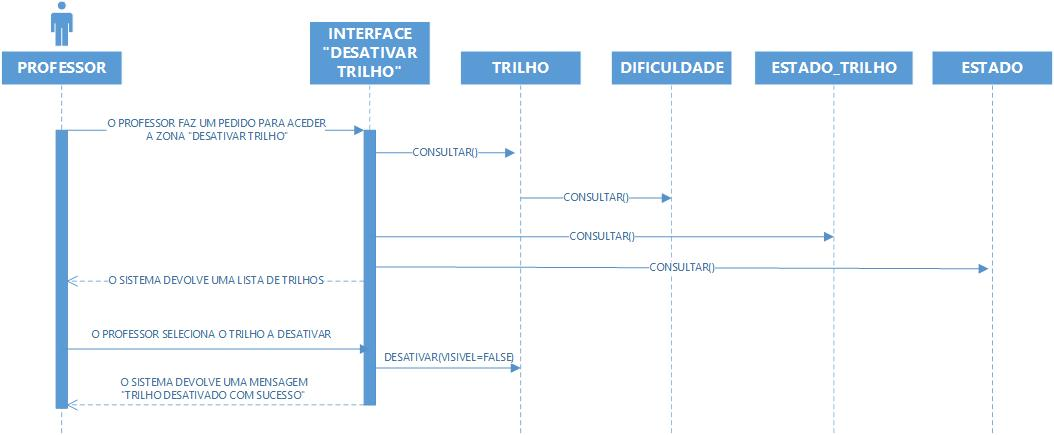 PROFESSOR
INTERFACE
"DESATIVAR
TRILHO"
TRILHO
DIFICULDADE
ESTADO_TRILHO
ESTADO
O PROFESSOR FAZ UM PEDIDO PARA ACEDER
A ZONA "DESATIVAR TRILHO"
CONSULTAR()
CONSULTAR()
CONSULTAR()
CONSULTAR()
O SISTEMA DEVOLVE UMA LISTA DE TRILHOS
O PROFESSOR SELECIONA O TRILHO A DESATIVAR
DESATIVAR(VISIVEL=FALSE)
O SISTEMA DEVOLVE UMA MENSAGEM
"TRILHO DESATIVADO COM SUCESSO"